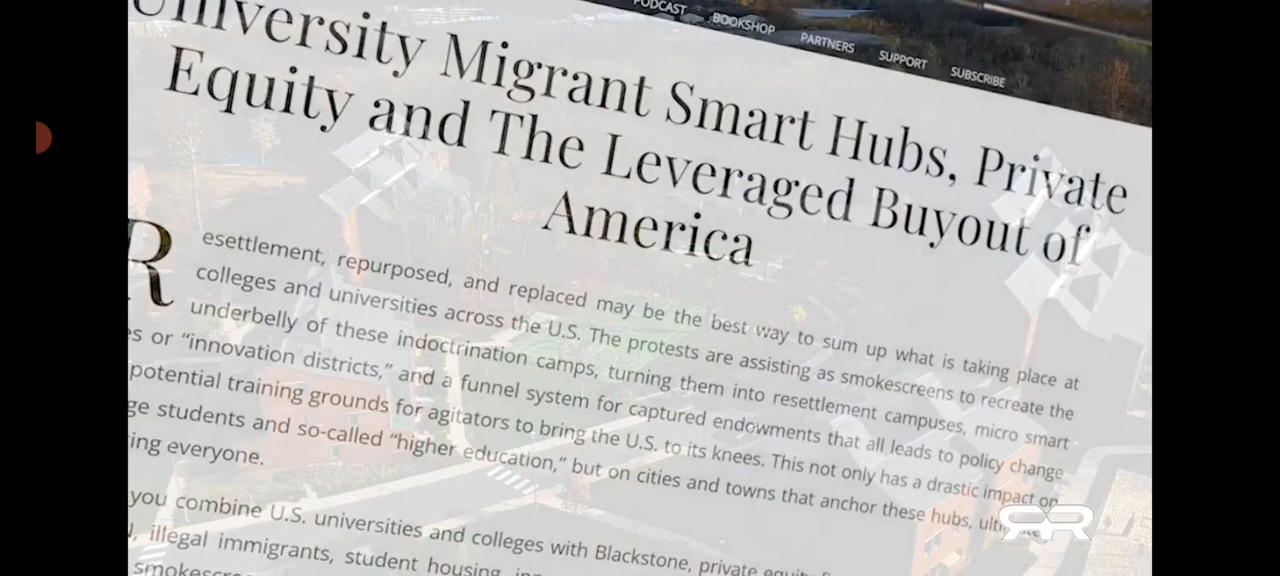 PODCAST BOOKSHOP PARTNERS SUPPORT SUBSCRIBE
University Migrant Smart Hubs, Private
Equity and The Leveraged Buyout of
America
Resettlement, repurposed, and replaced may be the best way to sum up what is taking place at
colleges and universities across the U.S. The protests are assisting as smokescreens to recreate the
underbelly of these indoctrination camps, turning them into resettlement campuses, micro smart
or “innovation districts,” and a funnel system for captured endowments that all leads to policy change
potential training grounds for agitators to bring the U.S. to its knees. This not only has a drastic impact on
students and so-called “higher education,” but on cities and towns that anchor these hubs,
everyone.
you combine U.S. universities and colleges with Blackstone, private equity
illegal immigrants, student housing,
RR